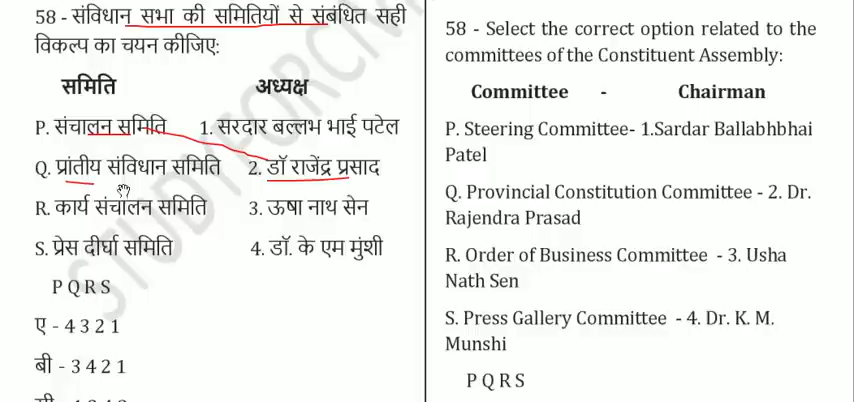 58 - संविधान सभा की समितियों से संबंधित सही
विकल्प का चयन कीजिए:
समिति अध्यक्ष
P. संचालन समिति 1. सरदार बल्लभ भाई पटेल
Q. प्रांतीय संविधान समिति 2. डॉ राजेंद्र प्रसाद
R. कार्य संचालन समिति 3. ऊषा नाथ सेन
S. प्रेस दीर्घा समिति 4. डॉ. के एम मुंशी
P Q R S
ए - 4 3 2 1
बी - 3 4 2 1
58 - Select the correct option related to the
committees of the Constituent Assembly:
Committee - Chairman
P. Steering Committee- 1.Sardar Ballabhbhai
Patel
Q. Provincial Constitution Committee - 2. Dr.
Rajendra Prasad
R. Order of Business Committee - 3. Usha
Nath Sen
S. Press Gallery Committee - 4. Dr. K. M.
Munshi
P Q R S